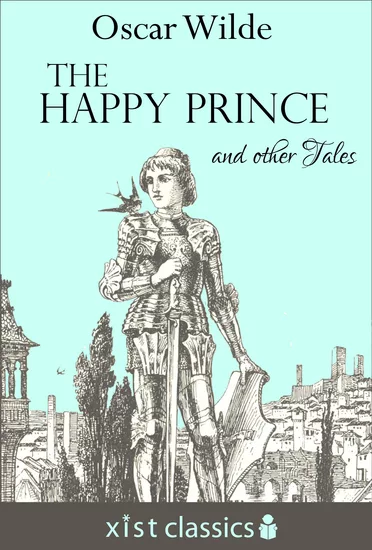 Oscar Wilde
THE
HAPPY PRINCE
and other Tales
xist classics